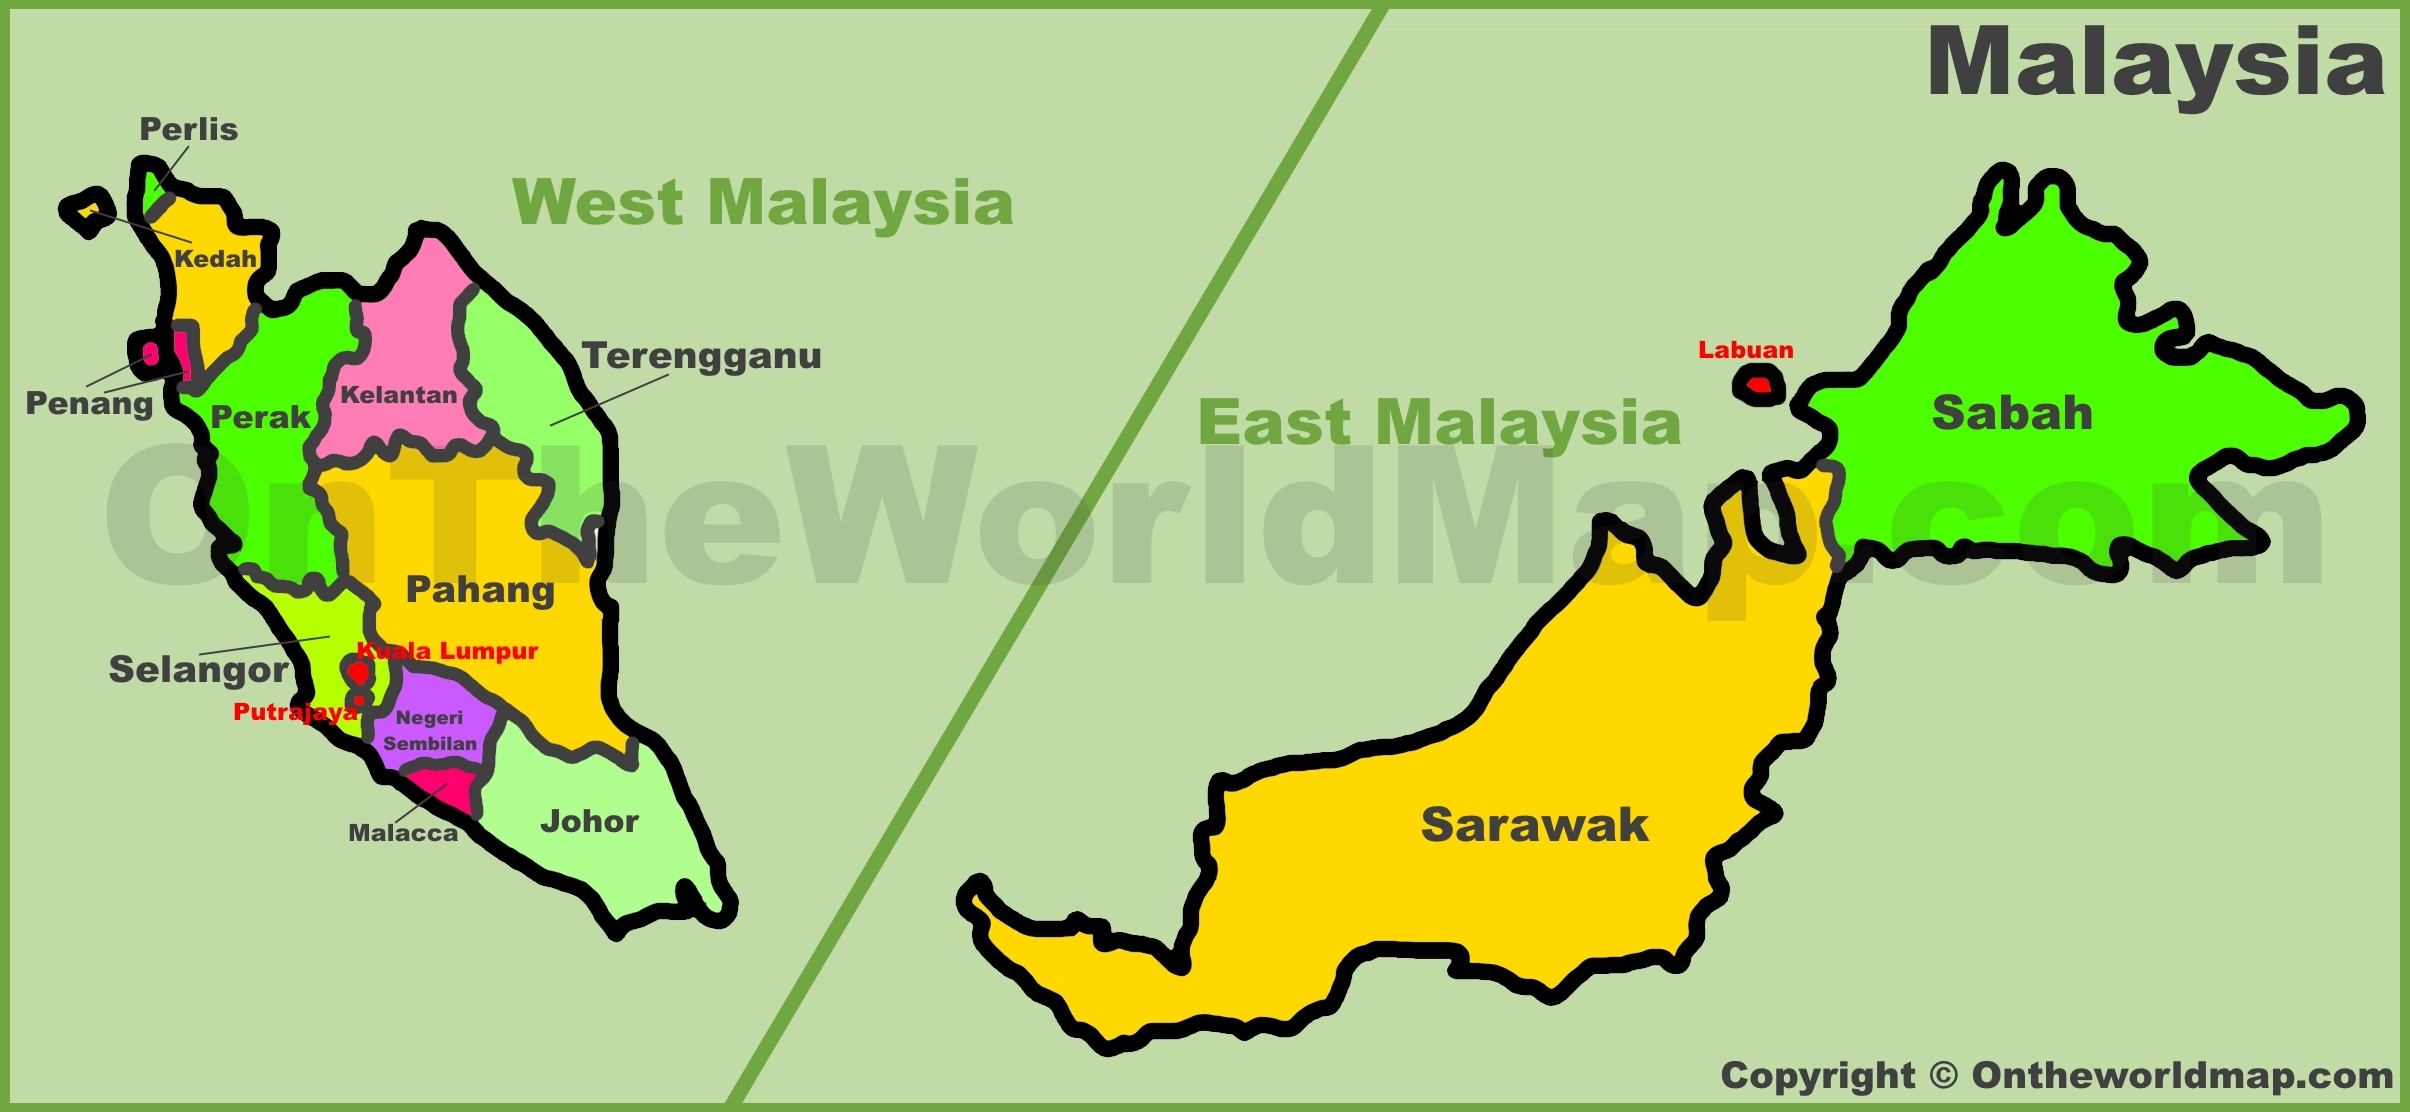 Malaysia
Perlis
West Malaysia
Kedah
Terengganu
Labuan
Penang
Perak
Kelantan
East Malaysia
Sabah
OnTheWorldMap.com
Pahang
Selangor
Kuala Lumpur
Putrajaya
Negeri
Sembilan
Malacca
Johor
Sarawak
Copyright © Ontheworldmap.com